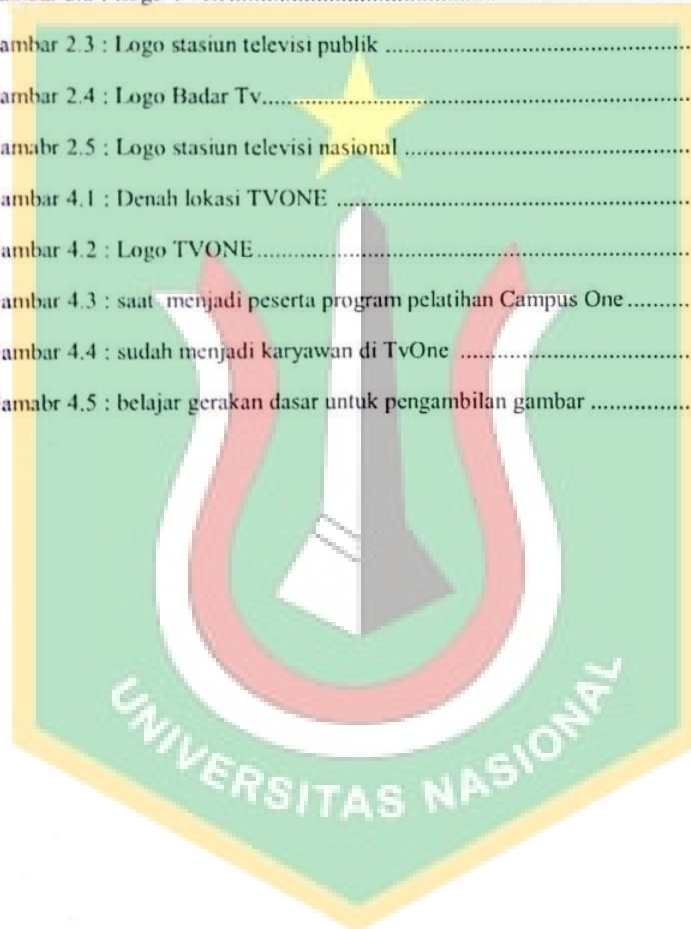 ambar 2.3 : Logo stasiun televisi publik ................................................
ambar 2.4 : Logo Badar Tv................................................
amabr 2.5 : Logo stasiun televisi nasional ................................................
ambar 4.1 : Denah lokasi TVONE ................................................
ambar 4.2 : Logo TVONE ................................................
ambar 4.3 : saat menjadi peserta program pelatihan Campus One ............
ambar 4.4 : sudah menjadi karyawan di TvOne ................................
amabr 4.5 : belajar gerakan dasar untuk pengambilan gambar ................
UNIVERSITAS NASIONAL